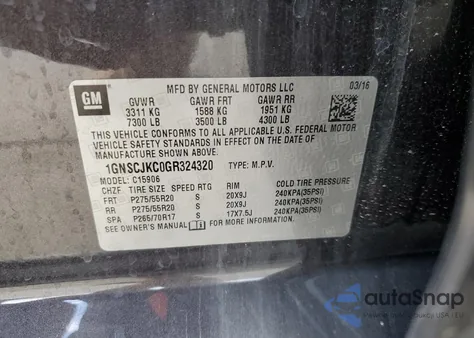 GM
MFD BY GENERAL MOTORS LLC 03/16
GVWR GAWR FRT GAWR RR
3311 KG 1588 KG 1951 KG
7300 LB 3500 LB 4300 LB
THIS VEHICLE CONFORMS TO ALL APPLICABLE U.S. FEDERAL MOTOR
VEHICLE SAFETY AND THEFT PREVENTION STANDARDS
IN EFFECT ON THE DATE OF
MANUFACTURE SHOWN ABOVE.
1GNSCJKC0GR324320 TYPE: M.P.V.
MODEL: C15906
CHZF TIRE SIZE SPEED RTG RIM COLD TIRE PRESSURE
FRT P275/55R20 S 20X9J 240KPA(35PSI)
RR P275/55R20 S 20X9J 240KPA(35PSI)
SPA P265/70R17 S 17X7.5J 240KPA(35PSI)
SEE OWNER'S MANUAL FOR MORE INFORMATION.
autoSnap